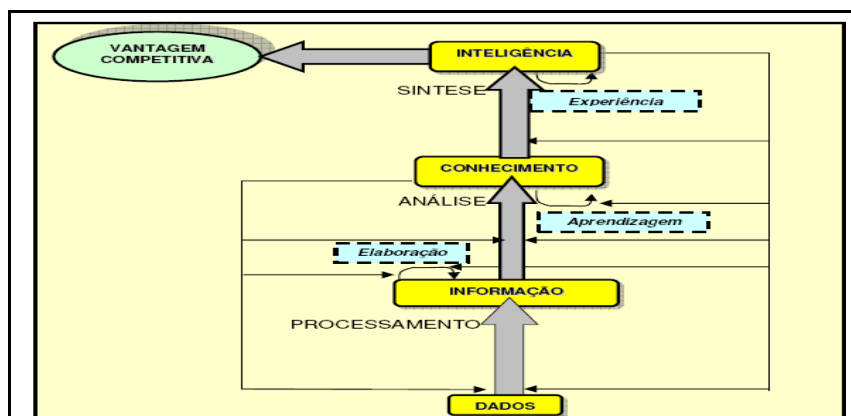 VANTAGEM
COMPETITIVA
INTELIGÊNCIA
SINTESE
Experiência
CONHECIMENTO
ANÁLISE
Aprendizagem
Elaboração
INFORMAÇÃO
PROCESSAMENTO
DADOS